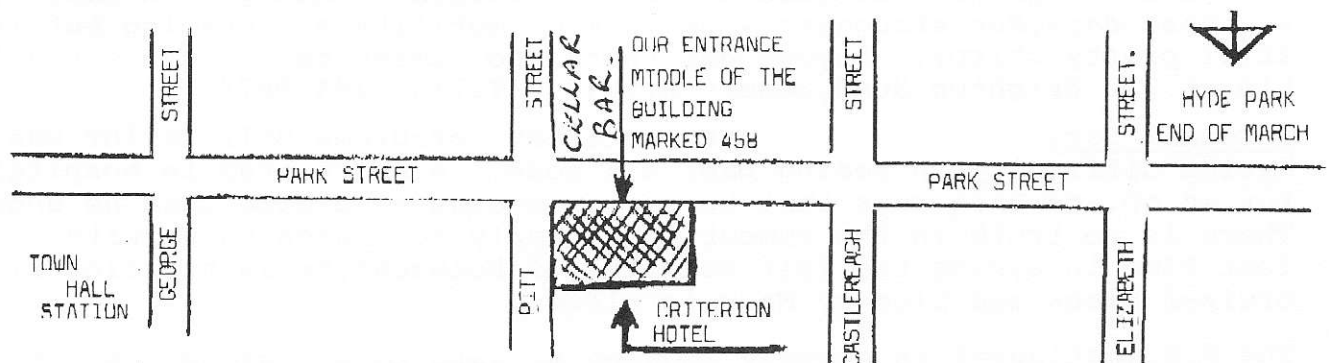 STREET
STREET
CELLAR
BAR.
OUR ENTRANCE
MIDDLE OF THE
BUILDING
MARKED 458
STREET
STREET.
HYDE PARK
END OF MARCH
PARK STREET
PARK STREET
TOWN
HALL
STATION
GEORGE
PITT
CRITERION
HOTEL
CASTLEREAGH
ELIZABETH